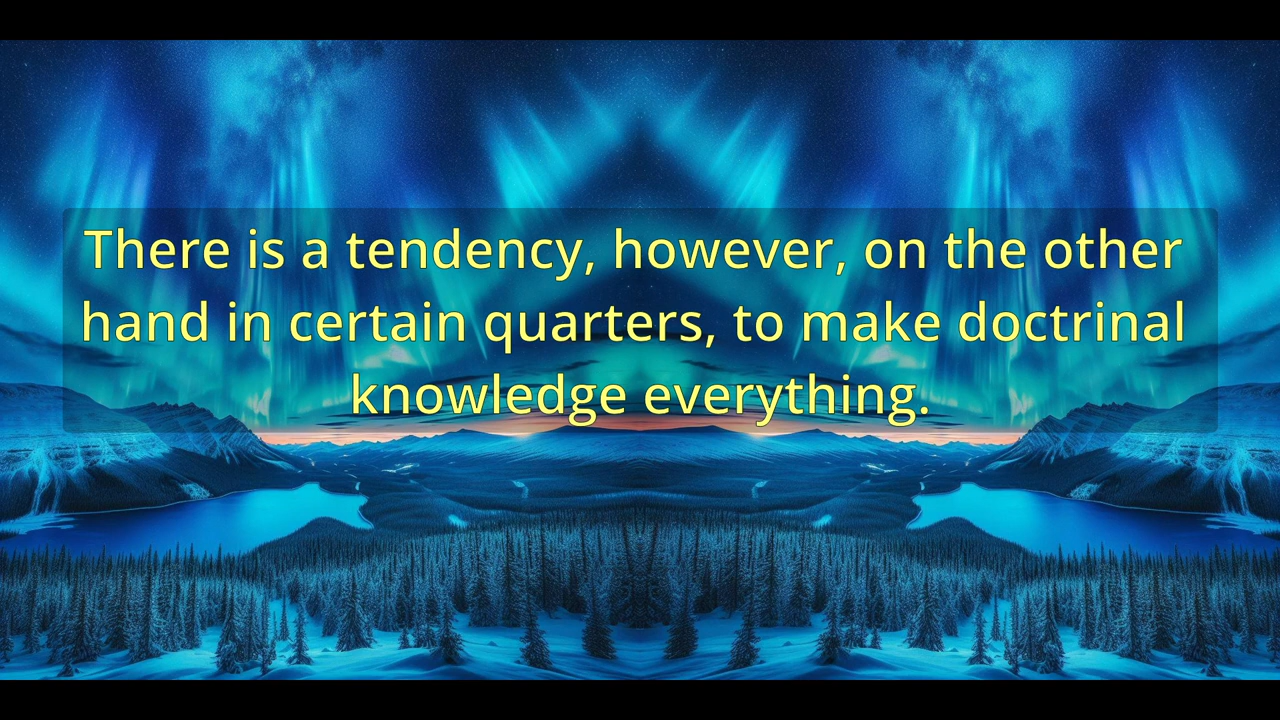 There is a tendency, however, on the other
hand in certain quarters, to make doctrinal
knowledge everything.